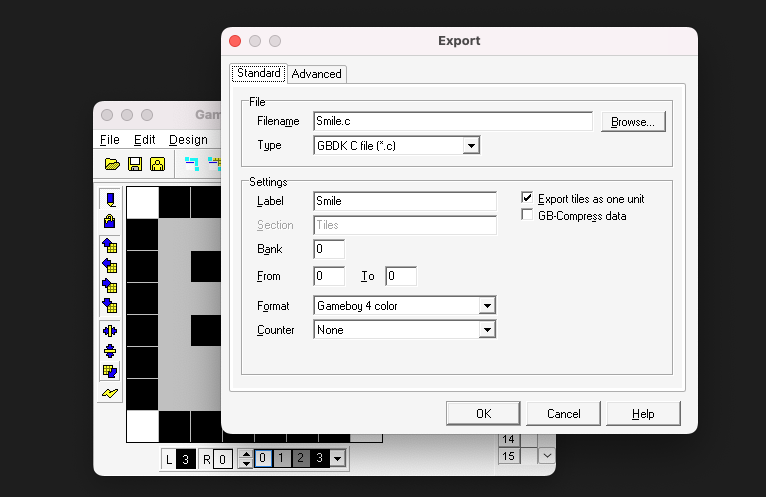 Export
Standard
Advanced
File
Filename
Smile.c
Browse...
Type
GBDK C file (*.c)
Settings
Label
Smile
Export tiles as one unit
Section
Tiles
GB-Compress data
Bank
0
From
0
To
0
Format
Gameboy 4 color
Counter
None
OK
Cancel
Help
Gam
File
Edit
Design
L
3
R
0
0
1
2
3
14
15